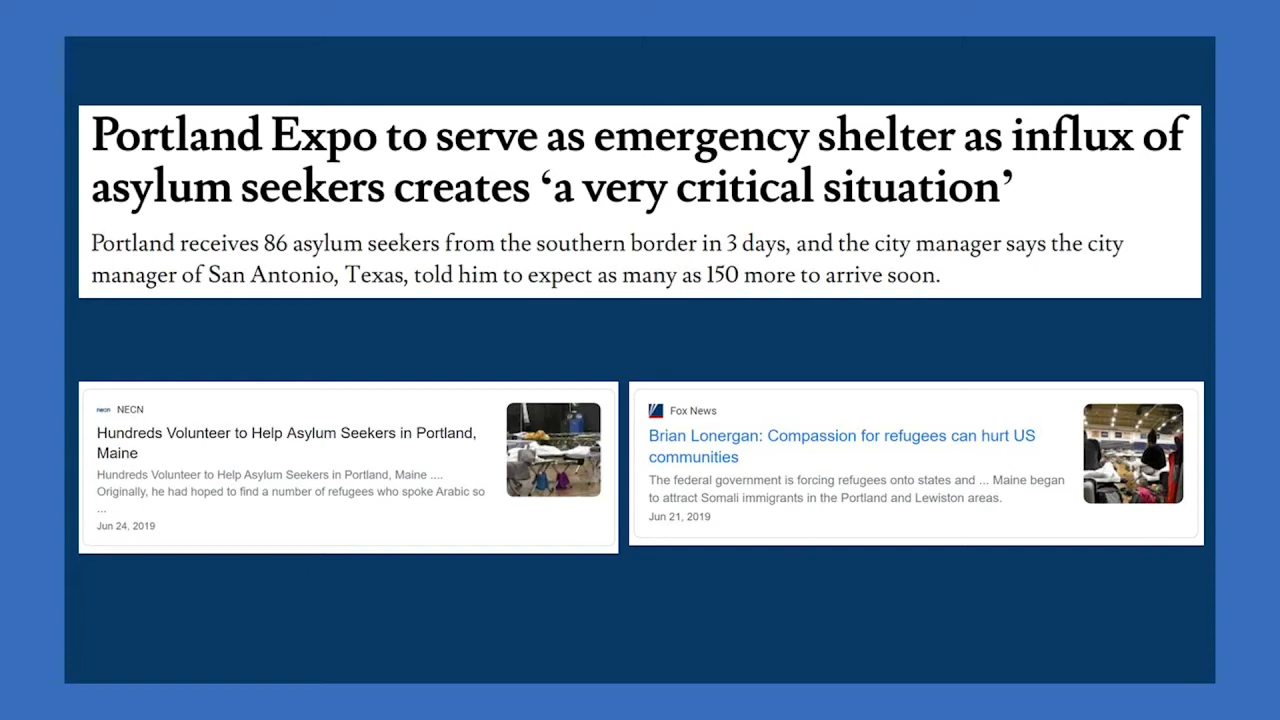 Portland Expo to serve as emergency shelter as influx of
asylum seekers creates ‘a very critical situation’
Portland receives 86 asylum seekers from the southern border in 3 days, and the city manager says the city
manager of San Antonio, Texas, told him to expect as many as 150 more to arrive soon.
necn NECN
Hundreds Volunteer to Help Asylum Seekers in Portland,
Maine
Hundreds Volunteer to Help Asylum Seekers in Portland, Maine ....
Originally, he had hoped to find a number of refugees who spoke Arabic so
...
Jun 24, 2019
Fox News
Brian Lonergan: Compassion for refugees can hurt US
communities
The federal government is forcing refugees onto states and ... Maine began
to attract Somali immigrants in the Portland and Lewiston areas.
Jun 21, 2019